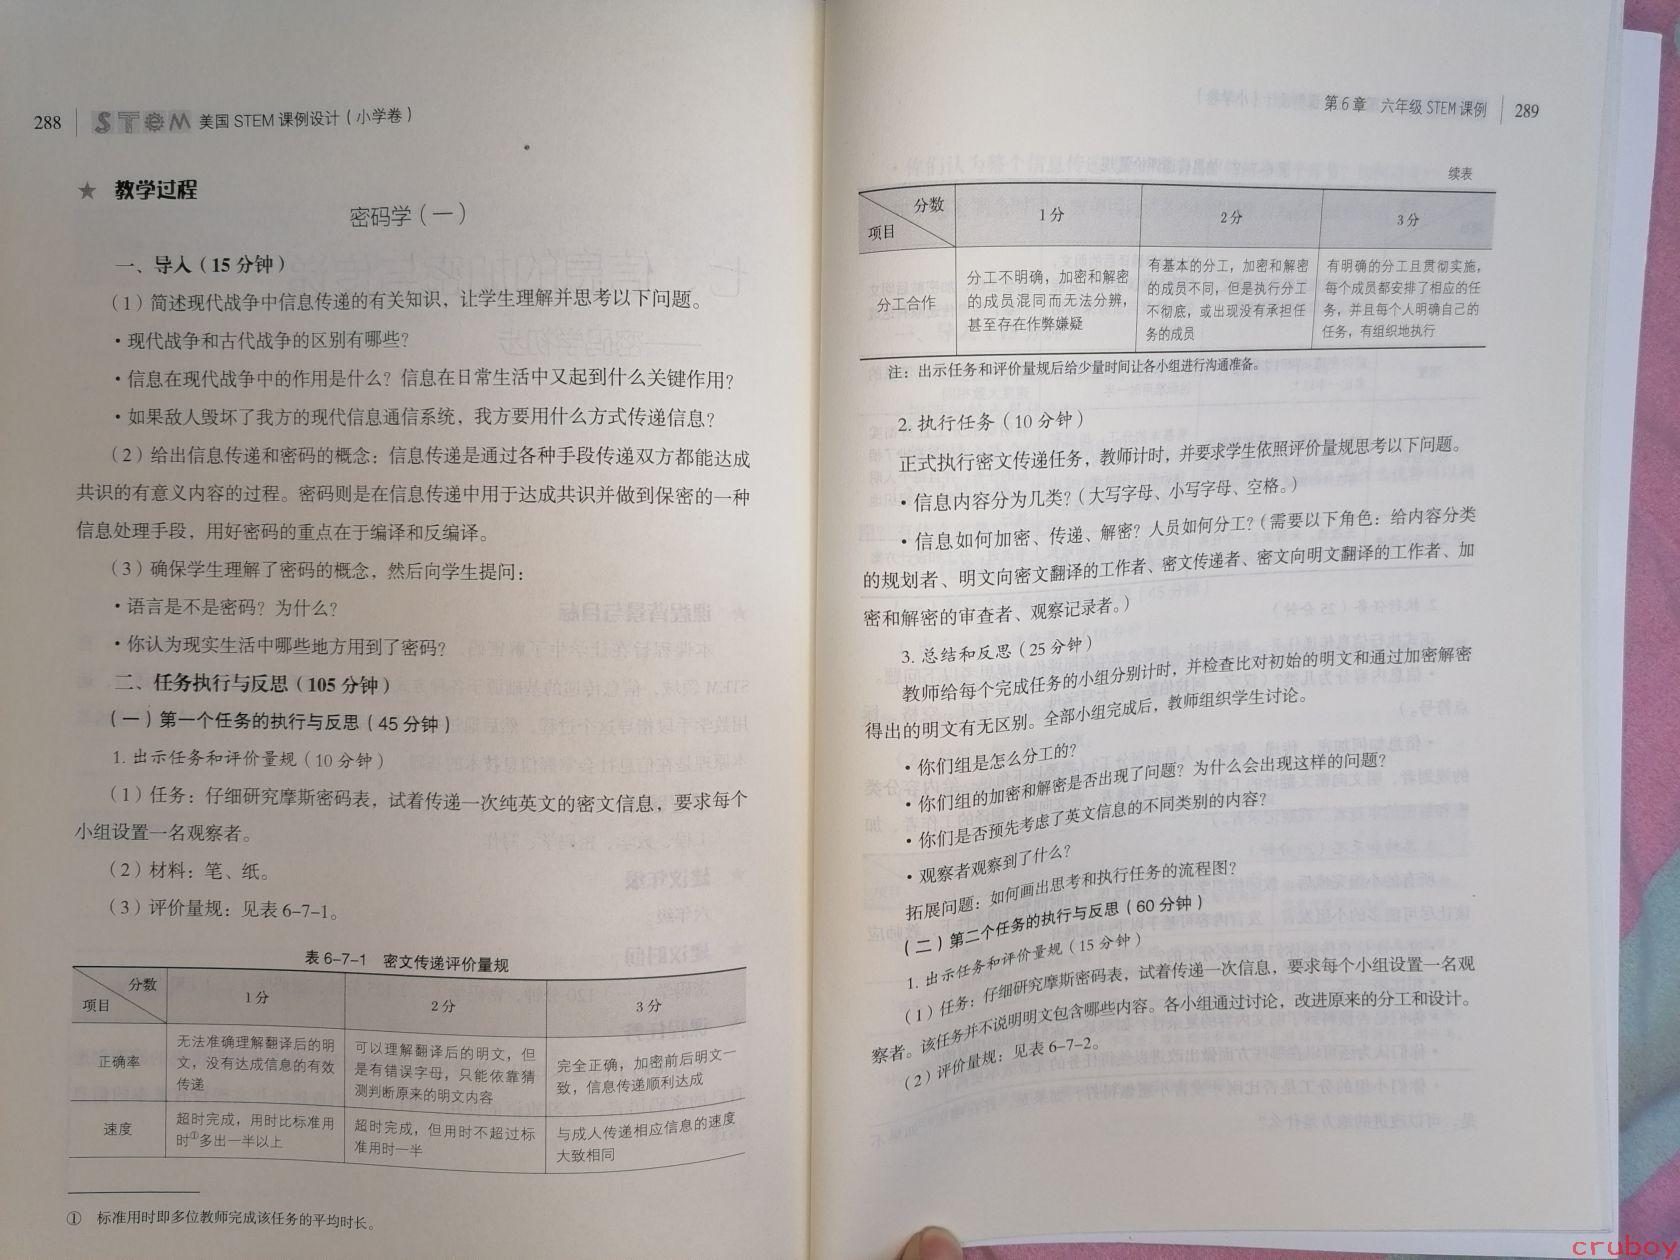 288 STEM 美国 STEM 课例设计（小学卷）
★ 教学过程
密码学（一）
一、导入（15 分钟）
（1）简述现代战争中信息传递的有关知识，让学生理解并思考以下问题。
·现代战争和古代战争的区别有哪些？
·信息在现代战争中的作用是什么？信息在日常生活中又起到什么关键作用？
·如果敌人毁坏了我方的现代信息通信系统，我方要用什么方式传递信息？
（2）给出信息传递和密码的概念：信息传递是通过各种手段传递双方都能达成
共识的有意义内容的过程。密码则是在信息传递中用于达成共识并做到保密的一种
信息处理手段，用好密码的重点在于编译和反编译。
（3）确保学生理解了密码的概念，然后向学生提问：
·语言是不是密码？为什么？
·你认为现实生活中哪些地方用到了密码？
二、任务执行与反思（105 分钟）
（一）第一个任务的执行与反思（45 分钟）
1. 出示任务和评价量规（10 分钟）
（1）任务：仔细研究摩斯密码表，试着传递一次纯英文的密文信息，要求每个
小组设置一名观察者。
（2）材料：笔、纸。
（3）评价量规：见表 6-7-1。
表 6-7-1 密文传递评价量规
分数
项目
1 分
2 分
3 分
正确率
无法准确理解翻译后的明
文，没有达成信息的有效
传递
可以理解翻译后的明文，但
是有错误字母，只能依靠猜
测判断原来的明文内容
完全正确，加密前后明文一
致，信息传递顺利达成
速度
超时完成，用时比标准用
时①多出一半以上
超时完成，但用时不超过标
准用时一半
与成人传递相应信息的速度
大致相同
① 标准用时即多位教师完成该任务的平均时长。
第 6 章 六年级 STEM 课例 289
续表
分数
项目
1 分
2 分
3 分
分工合作
分工不明确，加密和解密
的成员混同而无法分辨，
甚至存在作弊嫌疑
有基本的分工，加密和解密
的成员不同，但是执行分工
不彻底，或出现没有承担任
务的成员
有明确的分工且贯彻实施，
每个成员都安排了相应的任
务，并且每个人明确自己的
任务，有组织地执行
注：出示任务和评价量规后给少量时间让各小组进行沟通准备。
2. 执行任务（10 分钟）
正式执行密文传递任务，教师计时，并要求学生依照评价量规思考以下问题。
·信息内容分为几类？（大写字母、小写字母、空格。）
·信息如何加密、传递、解密？人员如何分工？（需要以下角色：给内容分类
的规划者、明文向密文翻译的工作者、密文传递者、密文向明文翻译的工作者、加
密和解密的审查者、观察记录者。）
3. 总结和反思（25 分钟）
教师给每个完成任务的小组分别计时，并检查比对初始的明文和通过加密解密
得出的明文有无区别。全部小组完成后，教师组织学生讨论。
·你们组是怎么分工的？
·你们组的加密和解密是否出现了问题？为什么会出现这样的问题？
·你们是否预先考虑了英文信息的不同类别的内容？
·观察者观察到了什么？
拓展问题：如何画出思考和执行任务的流程图？
（二）第二个任务的执行与反思（60 分钟）
1. 出示任务和评价量规（15 分钟）
（1）任务：仔细研究摩斯密码表，试着传递一次信息，要求每个小组设置一名观
察者。该任务并不说明明文包含哪些内容。各小组通过讨论，改进原来的分工和设计。
（2）评价量规：见表 6-7-2。
cruboy